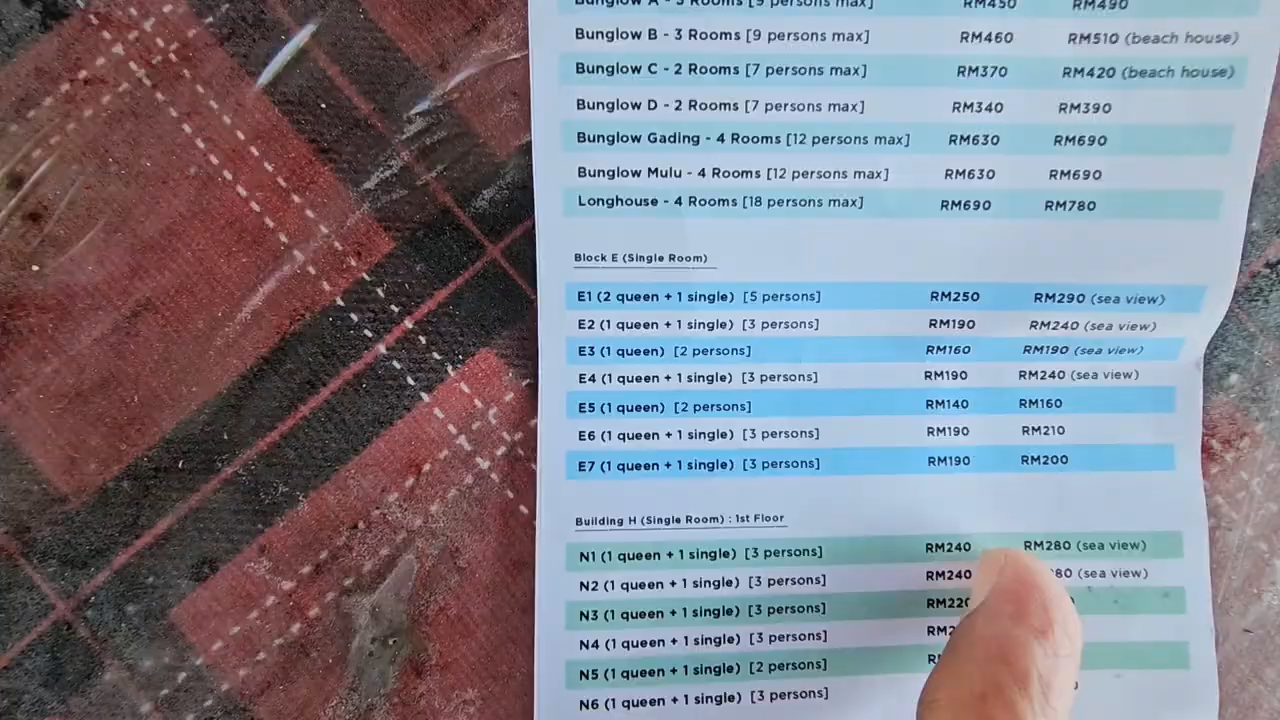 Bunglow A - 3 Rooms [9 persons max] RM450 RM490
Bunglow B - 3 Rooms [9 persons max] RM460 RM510 (beach house)
Bunglow C - 2 Rooms [7 persons max] RM370 RM420 (beach house)
Bunglow D - 2 Rooms [7 persons max] RM340 RM390
Bunglow Gading - 4 Rooms [12 persons max] RM630 RM690
Bunglow Mulu - 4 Rooms [12 persons max] RM630 RM690
Longhouse - 4 Rooms [18 persons max] RM690 RM780
Block E (Single Room)
E1 (2 queen + 1 single) [5 persons] RM250 RM290 (sea view)
E2 (1 queen + 1 single) [3 persons] RM190 RM240 (sea view)
E3 (1 queen) [2 persons] RM160 RM190 (sea view)
E4 (1 queen + 1 single) [3 persons] RM190 RM240 (sea view)
E5 (1 queen) [2 persons] RM140 RM160
E6 (1 queen + 1 single) [3 persons] RM190 RM210
E7 (1 queen + 1 single) [3 persons] RM190 RM200
Building H (Single Room) : 1st Floor
N1 (1 queen + 1 single) [3 persons] RM240 RM280 (sea view)
N2 (1 queen + 1 single) [3 persons] RM240 (sea view)
N3 (1 queen + 1 single) [3 persons] RM220
N4 (1 queen + 1 single) [3 persons]
N5 (1 queen + 1 single) [2 persons]
N6 (1 queen + 1 single) [3 persons]